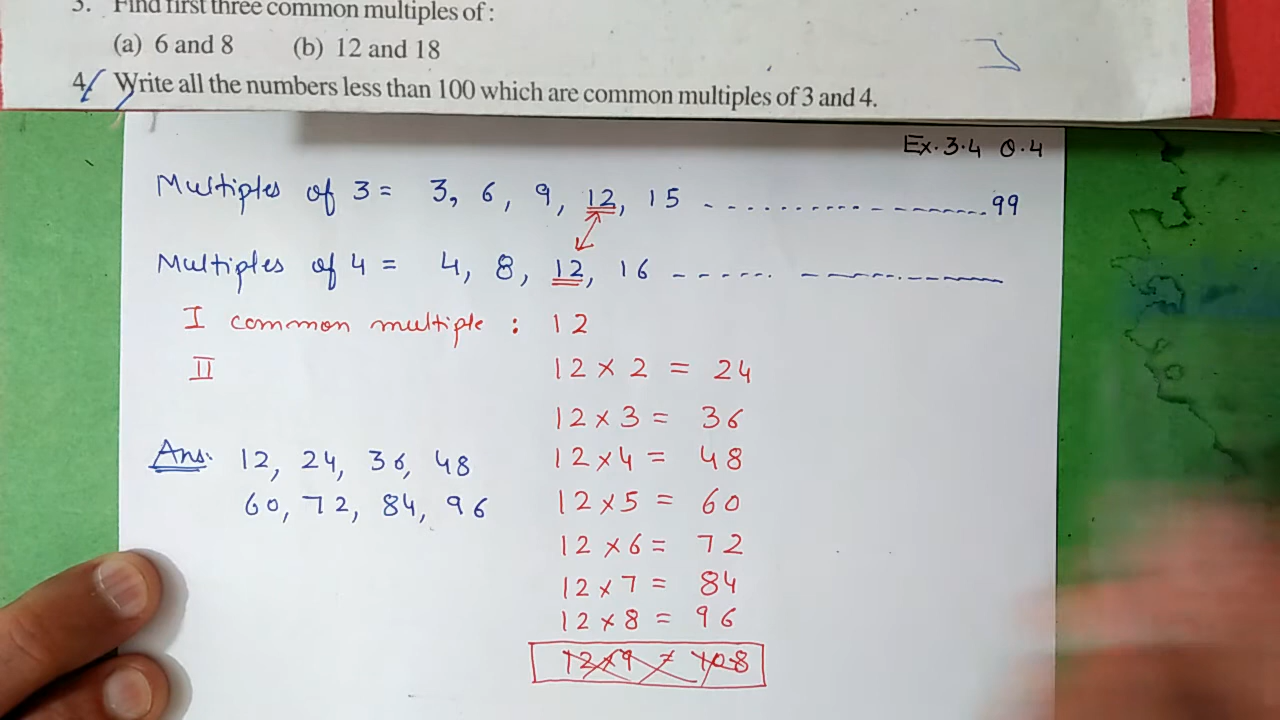 3. Find first three common multiples of :
(a) 6 and 8 (b) 12 and 18
4. Write all the numbers less than 100 which are common multiples of 3 and 4.
Ex. 3.4 Q.4
Multiples of 3 = 3, 6, 9, 12, 15 ------------------99
Multiples of 4 = 4, 8, 12, 16 ------------------
I common multiple : 12
II 12 × 2 = 24
12 × 3 = 36
12 × 4 = 48
12 × 5 = 60
12 × 6 = 72
12 × 7 = 84
12 × 8 = 96
12 × 9 = 108
Ans. 12, 24, 36, 48
60, 72, 84, 96